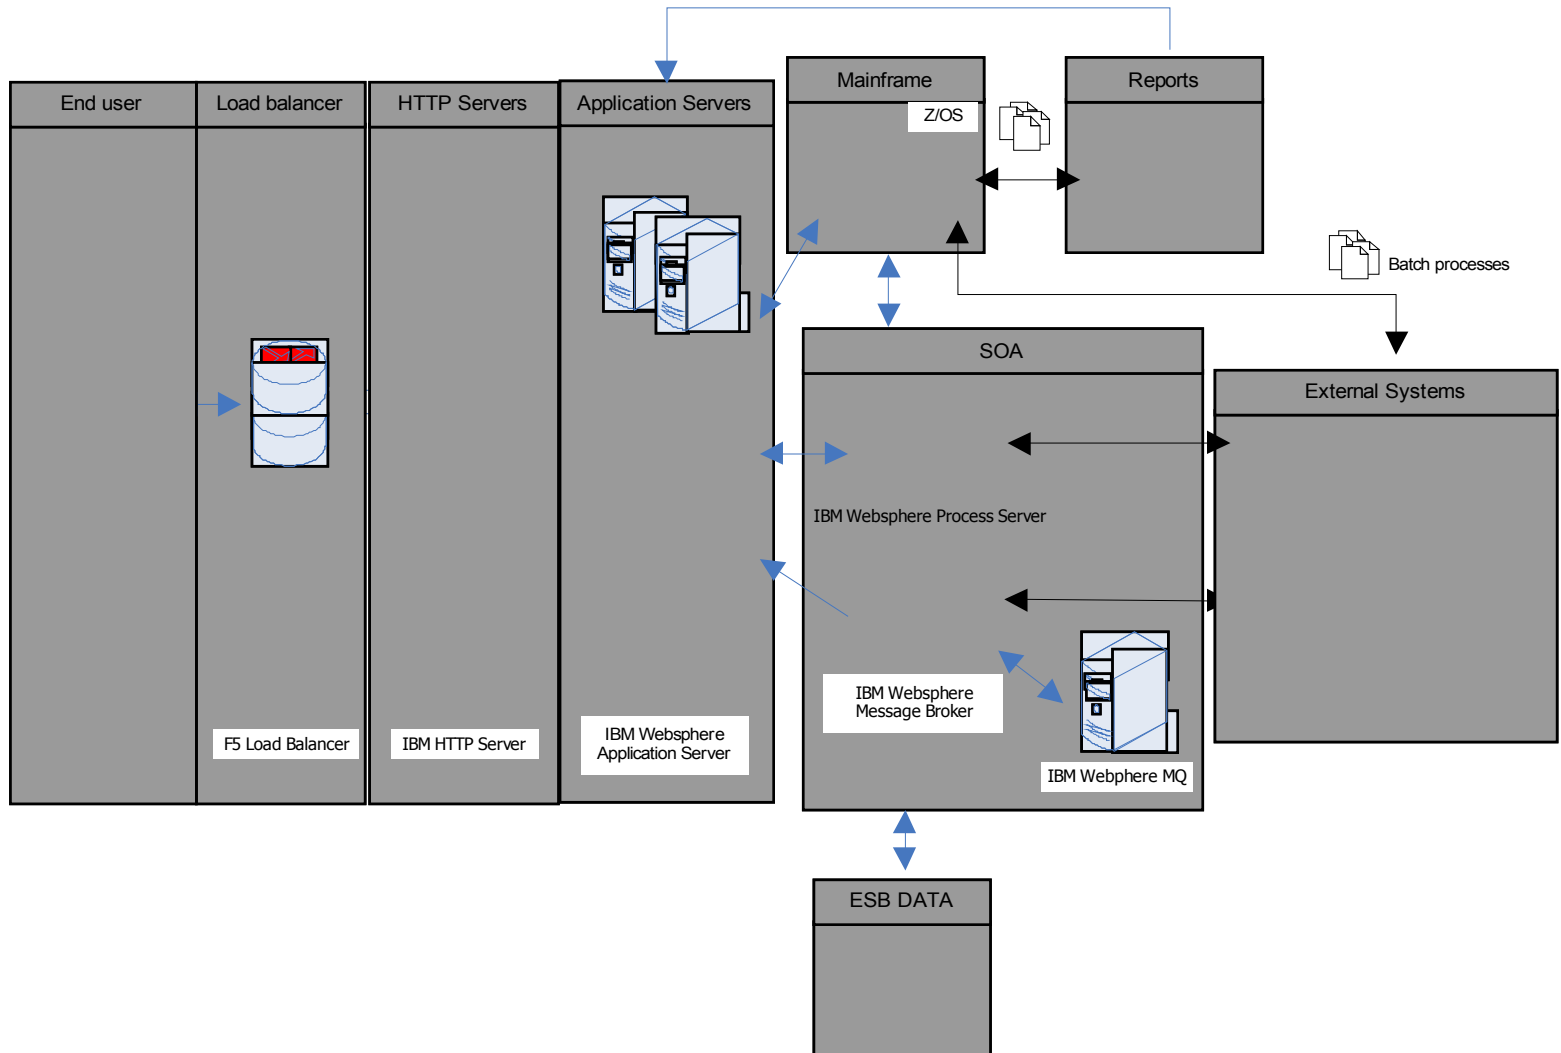 Mainframe
Reports
End user
Load balancer
HTTP Servers
Application Servers
Z/OS
Batch processes
SOA
External Systems
IBM Websphere Process Server
IBM Websphere
Message Broker
F5 Load Balancer
IBM HTTP Server
IBM Websphere
Application Server
IBM Webphere MQ
ESB DATA